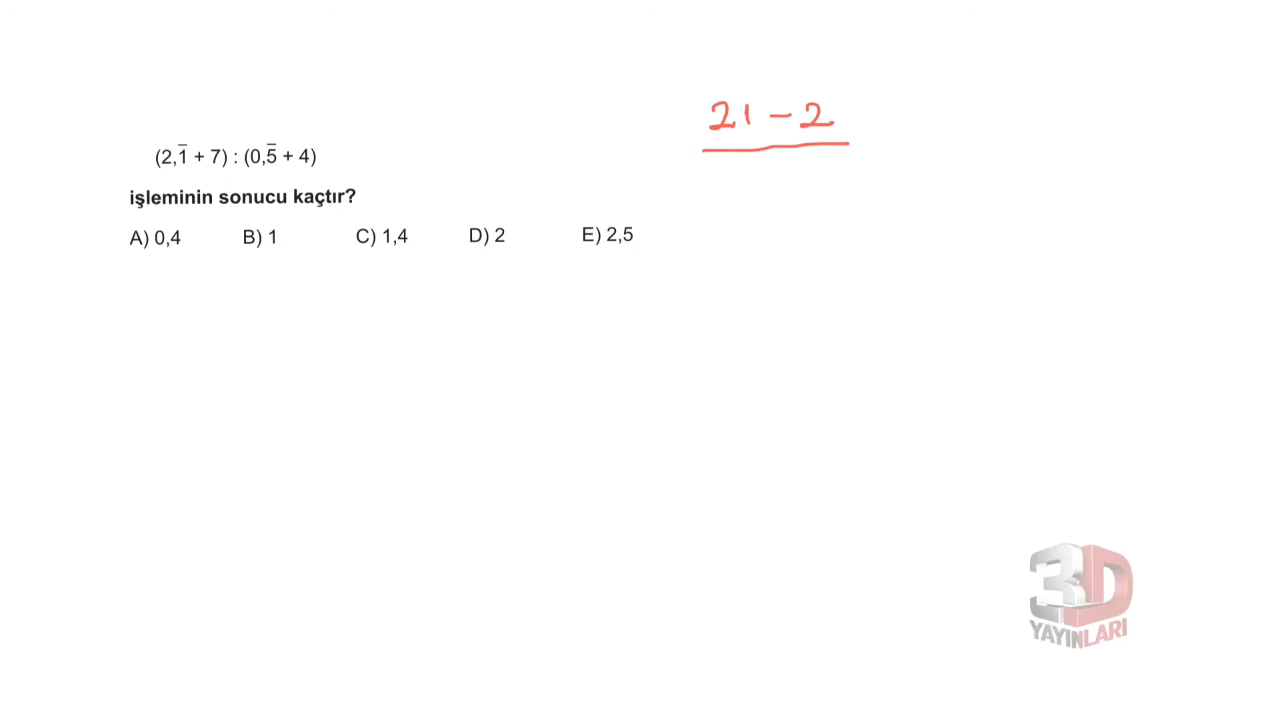 21 - 2
(2,1̅ + 7) : (0,5̅ + 4)
işleminin sonucu kaçtır?
A) 0,4 B) 1 C) 1,4 D) 2 E) 2,5
3D
YAYINLARI